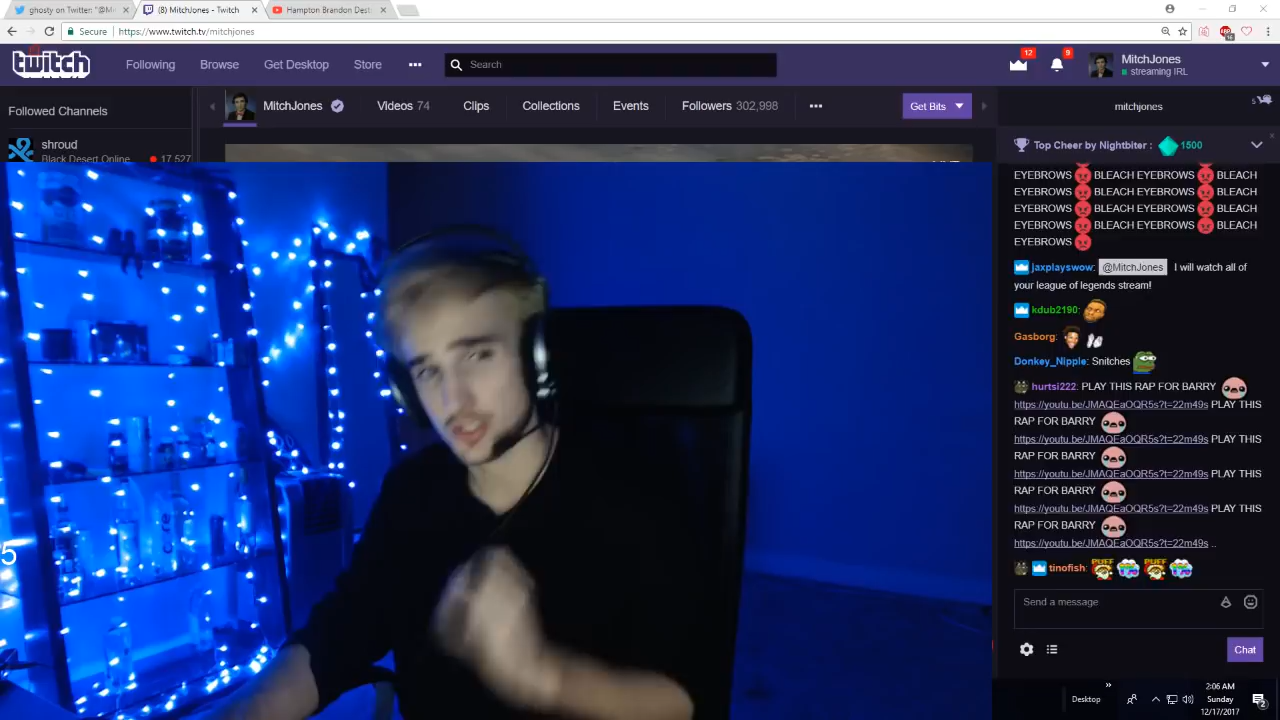 ghosty on Twitten "@Mi
(8) MitchJones - Twitch
Hampton Brandon Dest
Secure
https://www.twitch.tv/mitchjones
twitch
Following
Browse
Get Desktop
Store
Search
12
9
MitchJones
streaming IRL
Followed Channels
MitchJones
Videos 74
Clips
Collections
Events
Followers 302,998
Get Bits
mitchjones
5
shroud
Black Desert Online
17,527
Top Cheer by Nightbiter :
1500
EYEBROWS BLEACH EYEBROWS BLEACH
EYEBROWS BLEACH EYEBROWS BLEACH
EYEBROWS BLEACH EYEBROWS BLEACH
EYEBROWS BLEACH EYEBROWS BLEACH
EYEBROWS
jaxplayswow: @MitchJones I will watch all of
your league of legends stream!
kdub2190:
Gasborg:
Donkey_Nipple: Snitches
hurtsi222: PLAY THIS RAP FOR BARRY
https://youtu.be/JMAQEaOQR5s?t=22m49s PLAY THIS
RAP FOR BARRY
https://youtu.be/JMAQEaOQR5s?t=22m49s PLAY THIS
RAP FOR BARRY
https://youtu.be/JMAQEaOQR5s?t=22m49s PLAY THIS
RAP FOR BARRY
https://youtu.be/JMAQEaOQR5s?t=22m49s PLAY THIS
RAP FOR BARRY
https://youtu.be/JMAQEaOQR5s?t=22m49s ..
5
tinofish: PUFF PUFF
Send a message
Chat
Desktop
2:06 AM
Sunday
12/17/2017
2